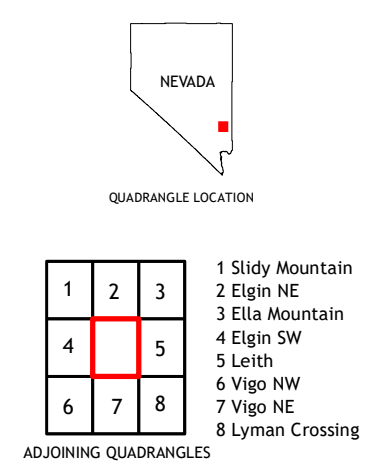 NEVADA
QUADRANGLE LOCATION
1 2 3
4 5
6 7 8
1 Slidy Mountain
2 Elgin NE
3 Ella Mountain
4 Elgin SW
5 Leith
6 Vigo NW
7 Vigo NE
8 Lyman Crossing
ADJOINING QUADRANGLES